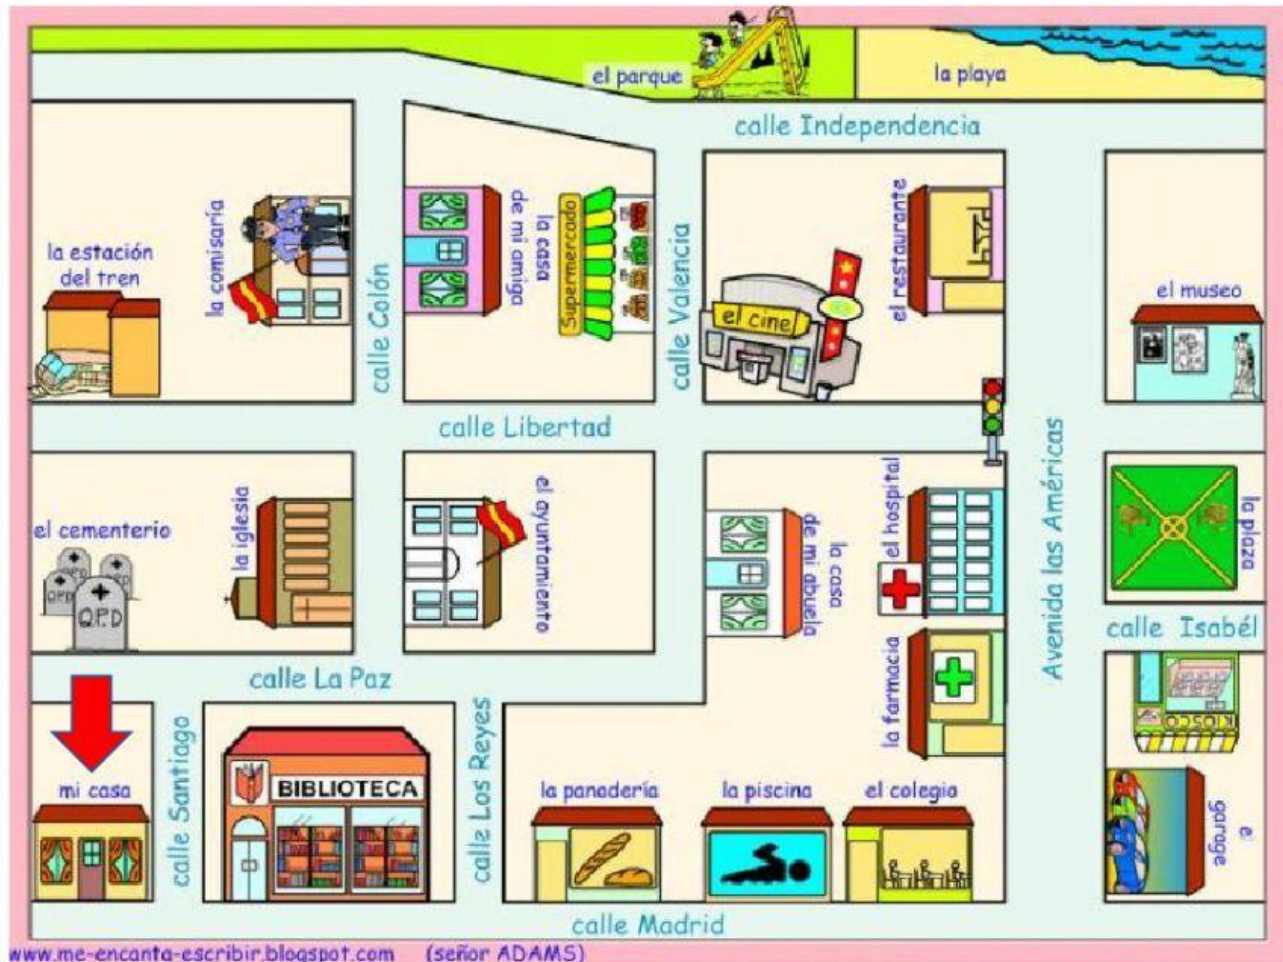 el parque
la playa
calle Independencia
la estación
del tren
la comisaría
calle Colón
la casa
de mi amiga
Supermercado
calle Valencia
el cine
el restaurante
el museo
calle Libertad
el cementerio
O.P.D
O.P.D
Q.P.D
la iglesia
el ayuntamiento
la casa
de mi abuela
el hospital
Avenida las Américas
la plaza
calle Isabél
calle La Paz
la farmacia
KIOSCO
mi casa
calle Santiago
BIBLIOTECA
calle Los Reyes
la panadería
la piscina
el colegio
el
garage
calle Madrid
www.me-encanta-escribir.blogspot.com (señor ADAMS)